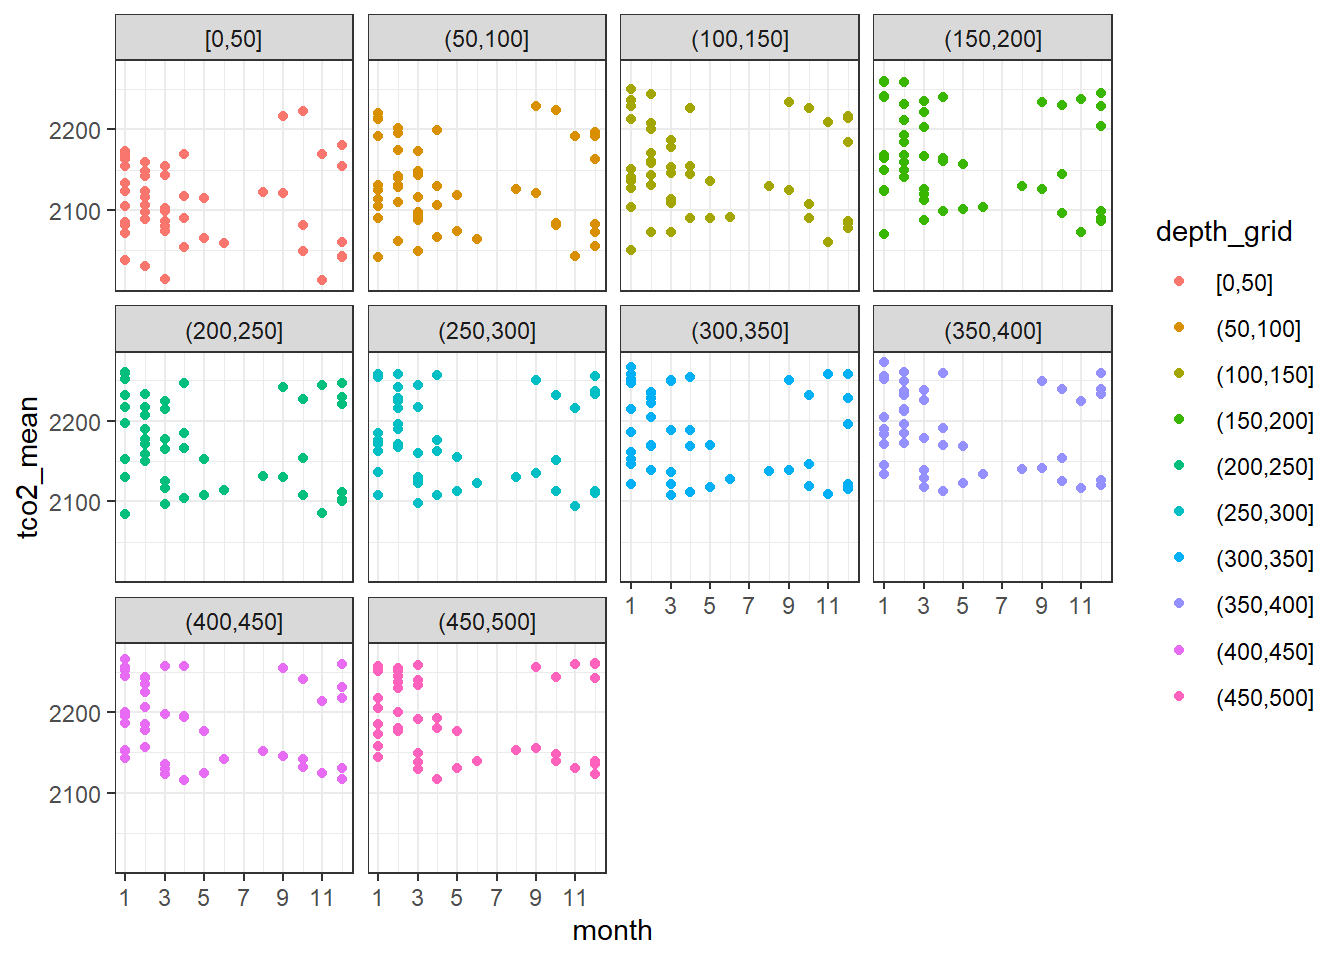 [0,50] (50,100] (100,150] (150,200]
2200
2100
(200,250] (250,300] (300,350] (350,400]
2200
2100
1 3 5 7 9 11 1 3 5 7 9 11
(400,450] (450,500]
2200
2100
1 3 5 7 9 11 1 3 5 7 9 11
month
tco2_mean
depth_grid
[0,50]
(50,100]
(100,150]
(150,200]
(200,250]
(250,300]
(300,350]
(350,400]
(400,450]
(450,500]